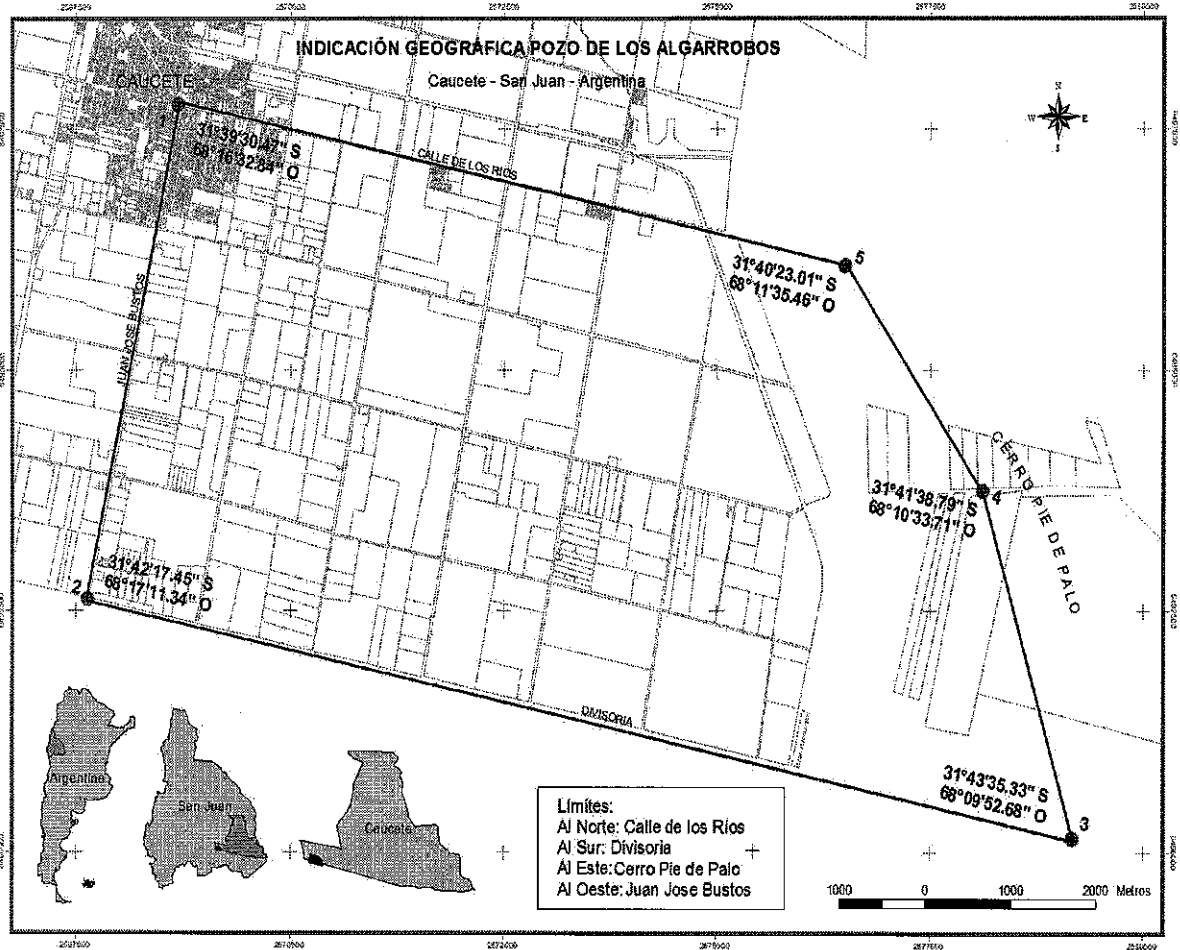 INDICACIÓN GEOGRÁFICA POZO DE LOS ALGARROBOS
Caucete - San Juan - Argentina
CAUCETE
N
W
E
S
1
31°39'30.47" S
68°16'32.84" O
CALLE DE LOS RIOS
5
31°40'23.01" S
68°11'35.46" O
JUAN JOSE BUSTOS
4
31°41'38.79" S
68°10'33.71" O
CERRO PIE DE PALO
2
31°42'17.45" S
68°17'11.34" O
DIVISORIA
31°43'35.33" S
68°09'52.68" O
3
Argentina
San Juan
Caucete
Límites:
Al Norte: Calle de los Ríos
Al Sur: Divisoria
Al Este: Cerro Pie de Palo
Al Oeste: Juan Jose Bustos
1000 0 1000 2000 Metros